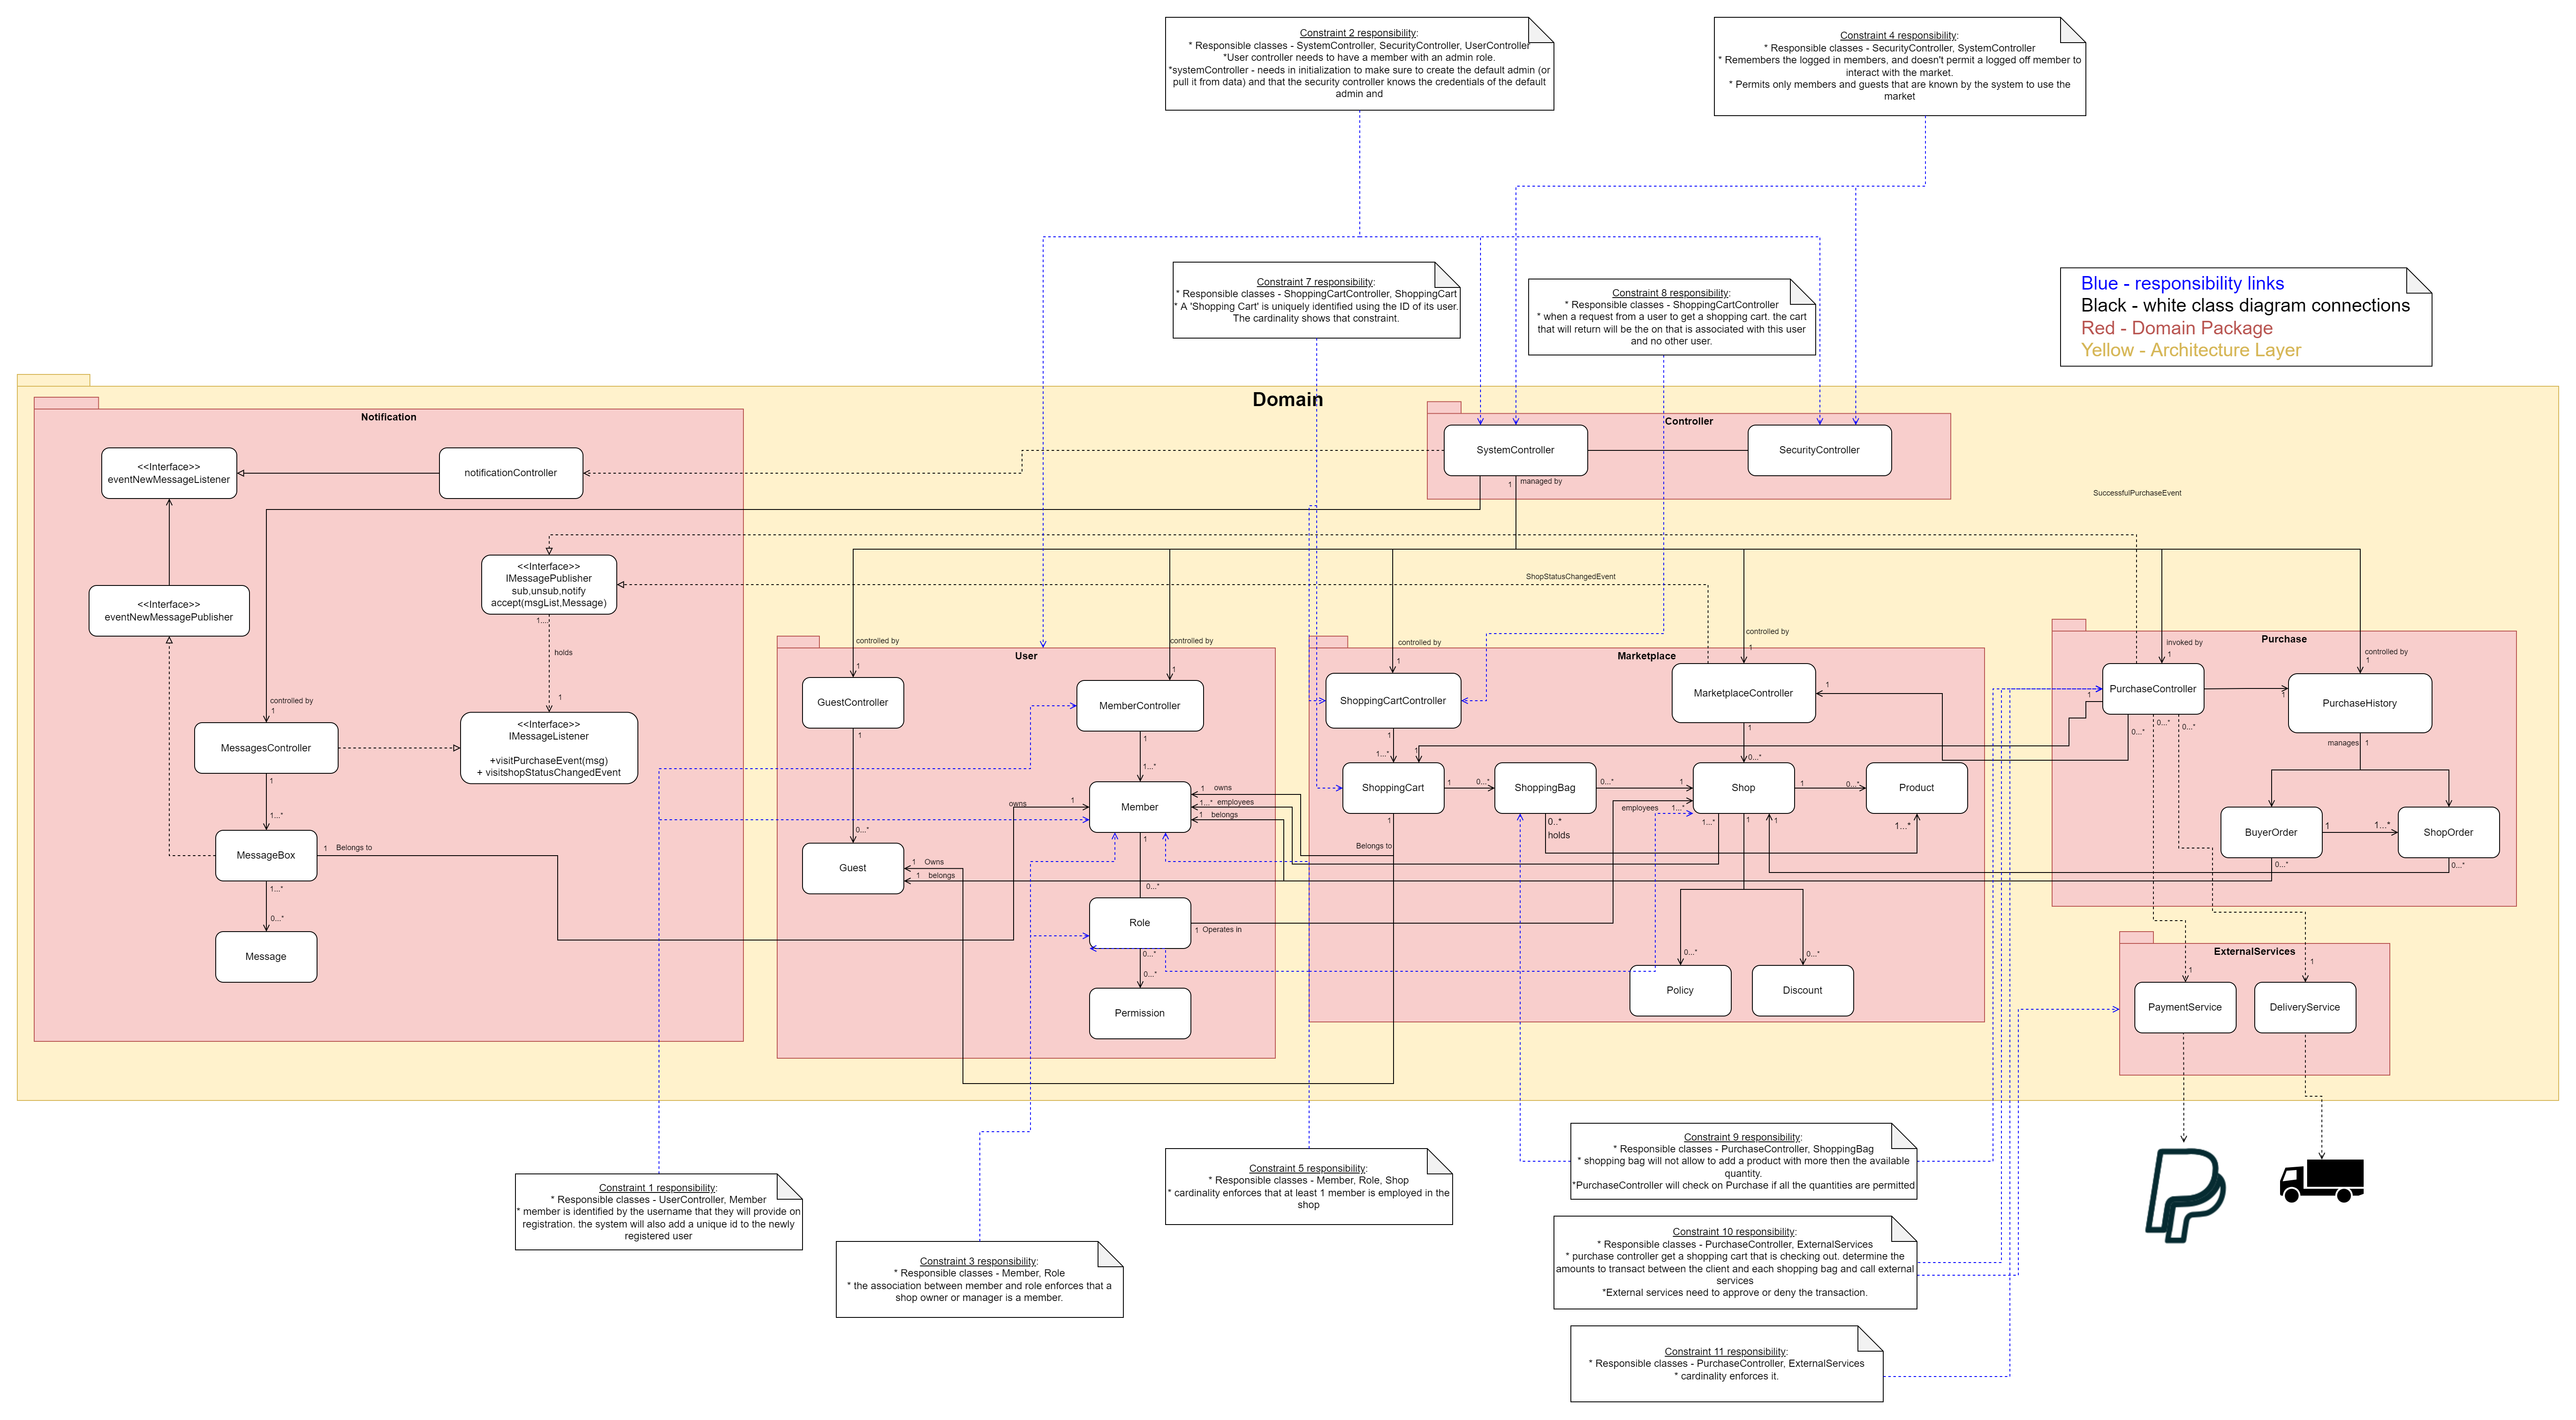 Constraint 2 responsibility:
* Responsible classes - SystemController, SecurityController, UserController
*User controller needs to have a member with an admin role.
*systemController - needs in initialization to make sure to create the default admin (or
pull it from data) and that the security controller knows the credentials of the default
admin and
Constraint 4 responsibility:
* Responsible classes - SecurityController, SystemController
* Remembers the logged in members, and doesn't permit a logged off member to
interact with the market.
* Permits only members and guests that are known by the system to use the
market
Constraint 7 responsibility:
* Responsible classes - ShoppingCartController, ShoppingCart
* A 'Shopping Cart' is uniquely identified using the ID of its user.
The cardinality shows that constraint.
Constraint 8 responsibility:
* Responsible classes - ShoppingCartController
* when a request from a user to get a shopping cart. the cart
that will return will be the on that is associated with this user
and no other user.
Blue - responsibility links
Black - white class diagram connections
Red - Domain Package
Yellow - Architecture Layer
Domain
Notification
<<Interface>>
eventNewMessageListener
notificationController
<<Interface>>
IMessagePublisher
sub,unsub,notify
accept(msgList,Message)
1...
holds
1
<<Interface>>
eventNewMessagePublisher
controlled by
1
MessagesController
<<Interface>>
IMessageListener
+visitPurchaseEvent(msg)
+ visitshopStatusChangedEvent
1
1...*
MessageBox
1
Belongs to
1...*
0...*
Message
Controller
SystemController
SecurityController
1
managed by
SuccessfulPurchaseEvent
ShopStatusChangedEvent
User
controlled by
1
controlled by
1
GuestController
MemberController
1
1
1...*
owns
1
Member
1
owns
1...*
employees
1
belongs
1
0...*
0...*
Guest
1
Owns
1
belongs
Role
1
Operates in
0...*
0...*
Permission
Marketplace
controlled by
1
controlled by
1
ShoppingCartController
MarketplaceController
1
1
1...*
1
1
0...*
ShoppingCart
1
0...*
ShoppingBag
0...*
1
Shop
1
0...*
Product
employees
1...*
1
Belongs to
0..*
holds
1...*
1
1
1...*
0...*
0...*
Policy
Discount
Purchase
invoked by
1
controlled by
1
PurchaseController
1
1
PurchaseHistory
0...*
0...*
0...*
manages
1
BuyerOrder
1
1...*
ShopOrder
0...*
0...*
ExternalServices
1
1
PaymentService
DeliveryService
Constraint 1 responsibility:
* Responsible classes - UserController, Member
* member is identified by the username that they will provide on
registration. the system will also add a unique id to the newly
registered user
Constraint 3 responsibility:
* Responsible classes - Member, Role
* the association between member and role enforces that a
shop owner or manager is a member.
Constraint 5 responsibility:
* Responsible classes - Member, Role, Shop
* cardinality enforces that at least 1 member is employed in the
shop
Constraint 9 responsibility:
* Responsible classes - PurchaseController, ShoppingBag
* shopping bag will not allow to add a product with more then the available
quantity.
*PurchaseController will check on Purchase if all the quantities are permitted
Constraint 10 responsibility:
* Responsible classes - PurchaseController, ExternalServices
* purchase controller get a shopping cart that is checking out. determine the
amounts to transact between the client and each shopping bag and call external
services
*External services need to approve or deny the transaction.
Constraint 11 responsibility:
* Responsible classes - PurchaseController, ExternalServices
* cardinality enforces it.